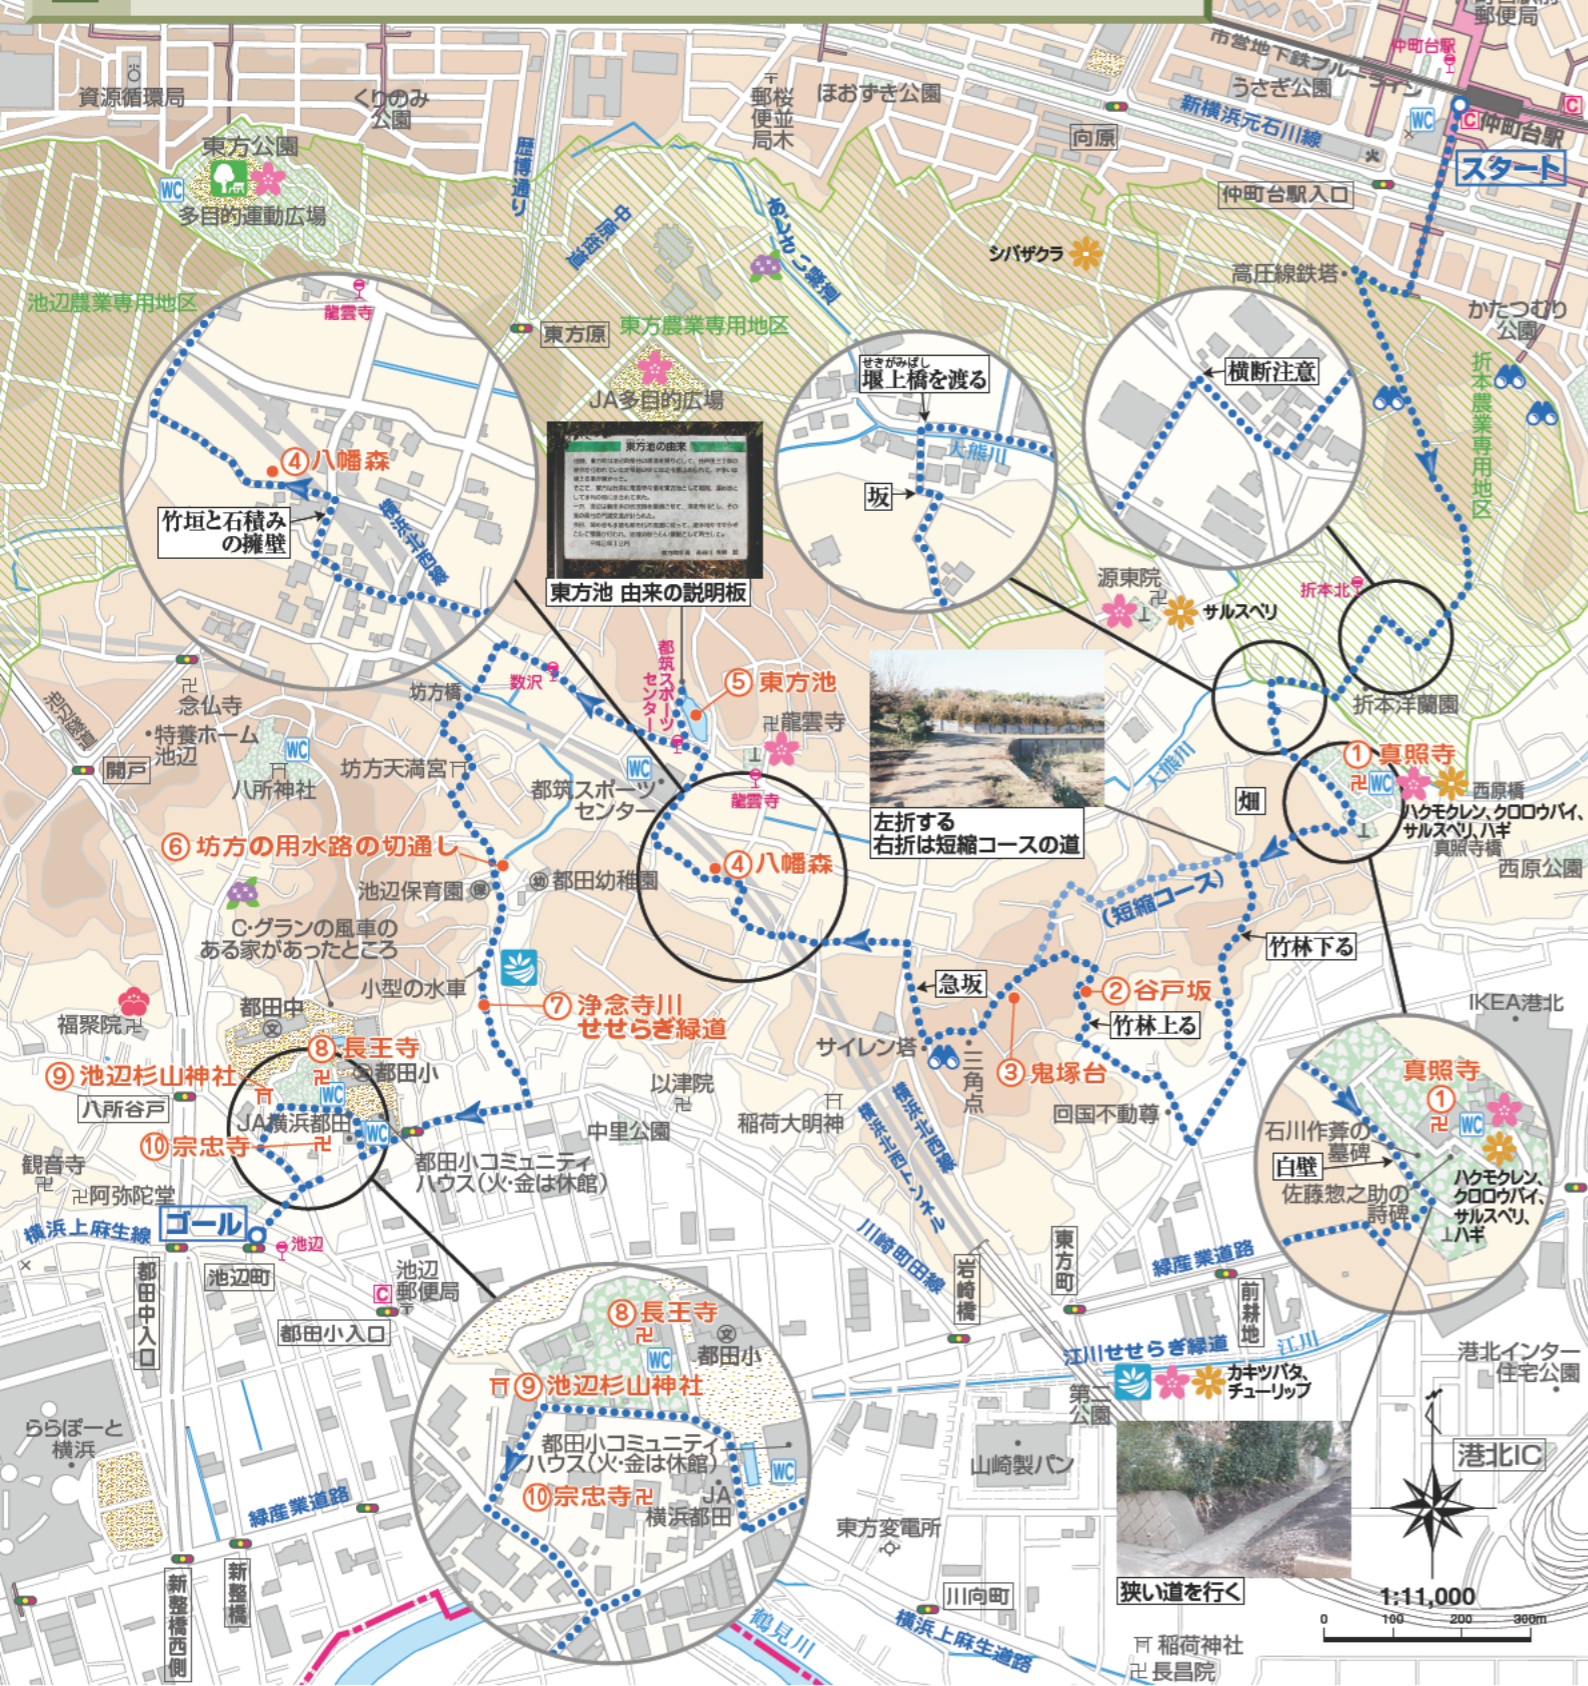 郵便局
仲町台駅
市営地下鉄ブルーライン
うさぎ公園
新横浜元石川線
WC
C
C
仲町台駅
スタート
仲町台駅入口
向原
ほおずき公園
郵便局
桜並木
資源循環局
くりのみ
公園
東方公園
WC
多目的運動広場
歴博通り
中原街道
シバザクラ
高圧線鉄塔
かたつむり
公園
折本農業専用地区
池辺農業専用地区
東方原
東方農業専用地区
JA多目的広場
龍雲寺
④八幡森
竹垣と石積み
の擁壁
横浜北西線
東方池の由来
東方池 由来の説明板
せきがみばし
堰上橋を渡る
大熊川
坂
横断注意
源東院
サルスベリ
折本北
折本洋蘭園
大熊川
①真照寺
WC
西原橋
ハクモクレン、クロロウバイ、
サルスベリ、ハギ
真照寺橋
西原公園
畑
左折する
右折は短縮コースの道
(短縮コース)
竹林下る
②谷戸坂
竹林上る
③鬼塚台
急坂
サイレン塔
三角点
回国不動尊
IKEA港北
念仏寺
特養ホーム
池辺
WC
開戸
八所神社
坊方橋
数沢
坊方天満宮
都筑スポーツ
センター
⑤東方池
龍雲寺
WC
都筑スポーツ
センター
龍雲寺
④八幡森
⑥坊方の用水路の切通し
池辺保育園
都田幼稚園
C・グランの風車の
ある家があったところ
小型の水車
⑦浄念寺川
せせらぎ緑道
都田中
文
福聚院
⑧長王寺
⑨池辺杉山神社
WC
都田小
八所谷戸
JA横浜都田
WC
⑩宗忠寺
観音寺
阿弥陀堂
都田小コミュニティ
ハウス(火・金は休館)
以津院
稲荷大明神
中里公園
横浜北西線
横浜北西トンネル
横浜上麻生線
ゴール
池辺
池辺町
都田中入口
C
池辺
郵便局
都田小入口
川崎町田線
岩崎橋
東方町
緑産業道路
前耕地
江川せせらぎ緑道
江川
カキツバタ、
チューリップ
第二
公園
真照寺
①
WC
石川作葊の
墓碑
白壁
佐藤惣之助の
詩碑
ハクモクレン、
クロロウバイ、
サルスベリ、
ハギ
港北インター
住宅公園
港北IC
⑧長王寺
WC
文
都田小
⑨池辺杉山神社
都田小コミュニティ
ハウス(火・金は休館)
WC
⑩宗忠寺
JA
横浜都田
ららぽーと
横浜
緑産業道路
新整橋西側
新整橋
山崎製パン
東方変電所
川向町
鶴見川
横浜上麻生道路
狭い道を行く
稲荷神社
長昌院
1:11,000
0
100
200
300m